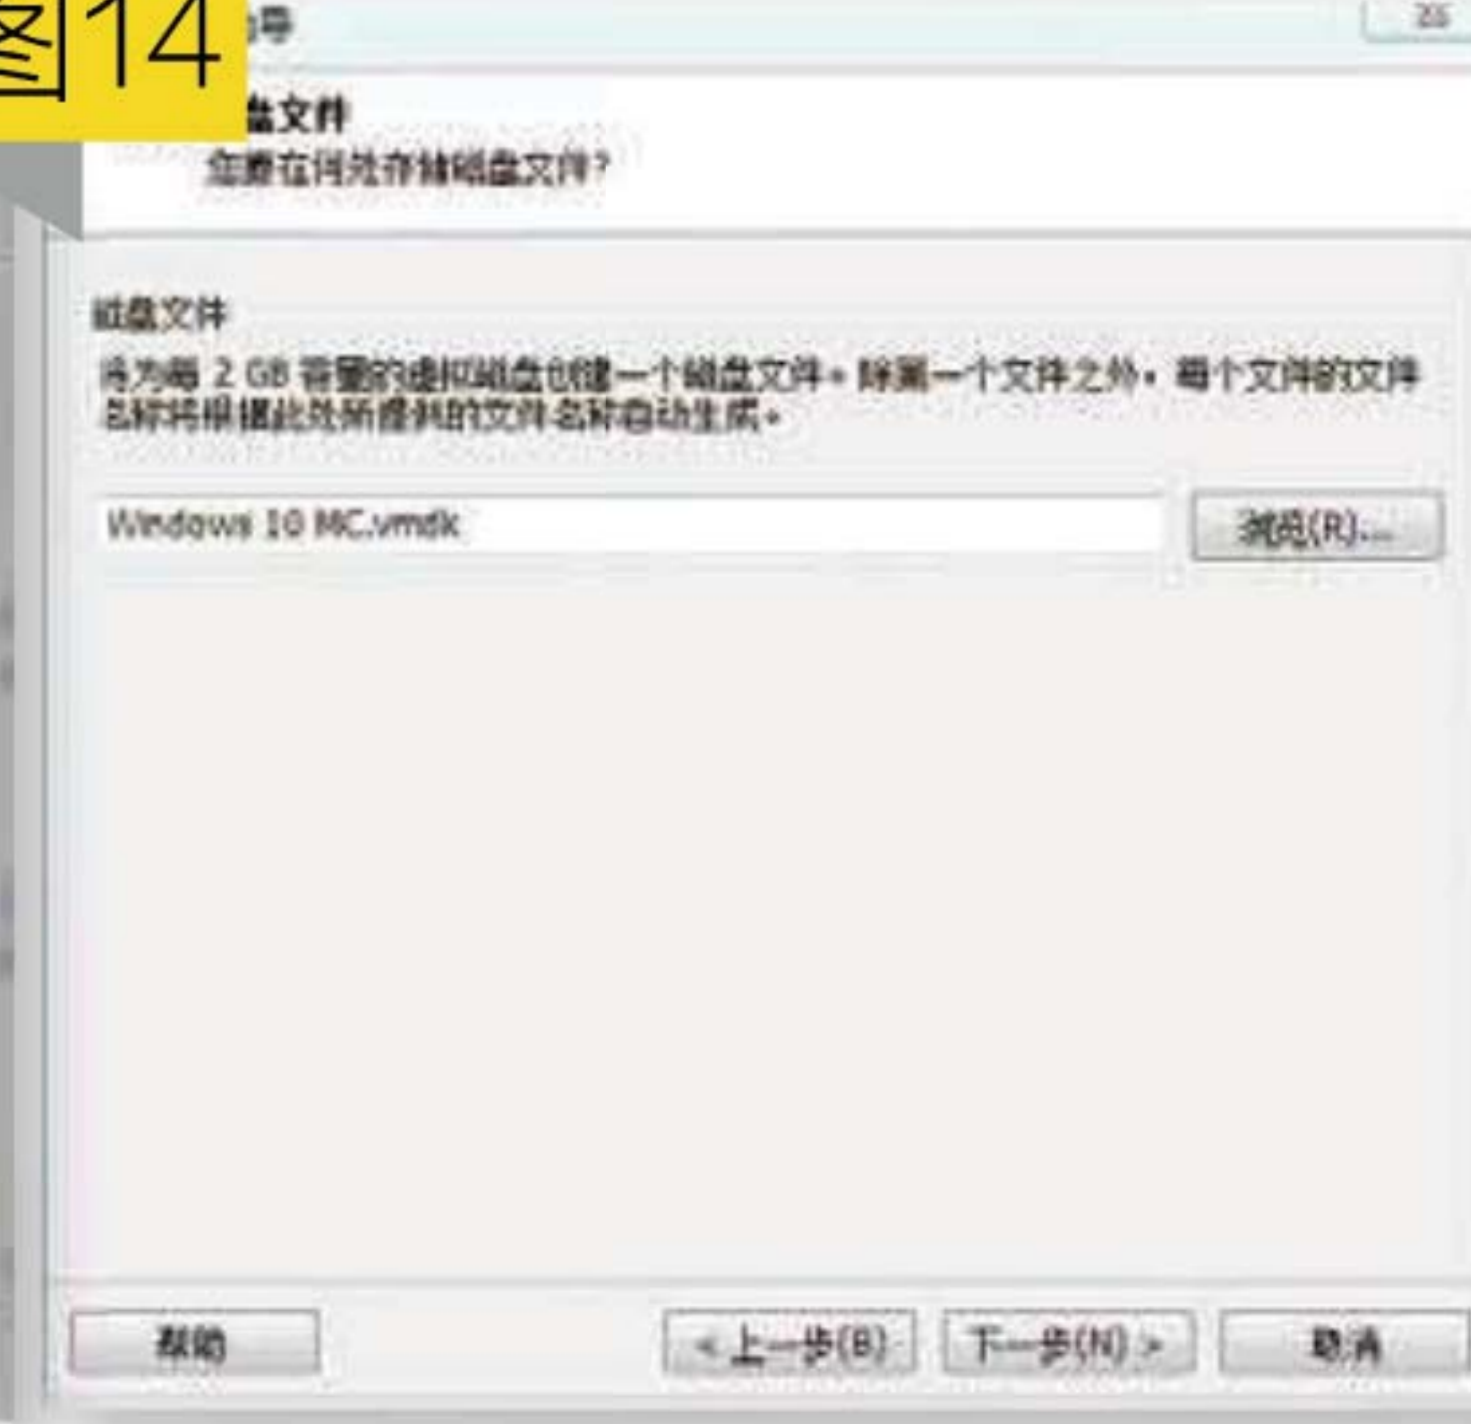 图14
导
盘文件
您要在何处存储磁盘文件?
磁盘文件
将为每 2 GB 容量的虚拟磁盘创建一个磁盘文件。除第一个文件之外，每个文件的文件
名称将根据此处所提供的文件名称自动生成。
Windows 10 MC.vmdk
浏览(R)...
帮助
< 上一步(B)
下一步(N) >
取消